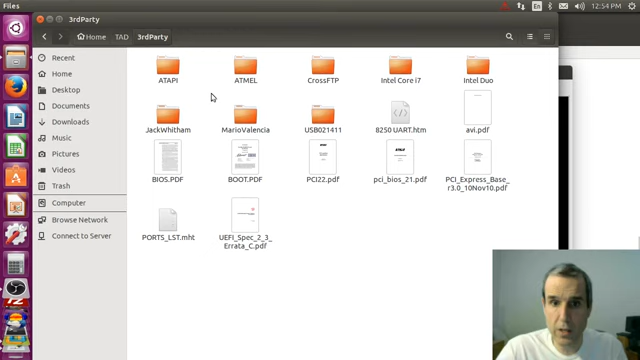 Files
En
12:54 PM
3rdParty
Home
TAD
3rdParty
Recent
Home
Desktop
Documents
Downloads
Music
Pictures
Videos
Trash
Computer
Browse Network
Connect to Server
ATAPI
ATMEL
CrossFTP
Intel Core i7
Intel Duo
JackWhitham
MarioValencia
USB021411
8250 UART.htm
avi.pdf
BIOS.PDF
BOOT.PDF
PCI22.pdf
pci_bios_21.pdf
PCI_Express_Base_
r3.0_10Nov10.pdf
PORTS_LST.mht
UEFI_Spec_2_3_
Errata_C.pdf